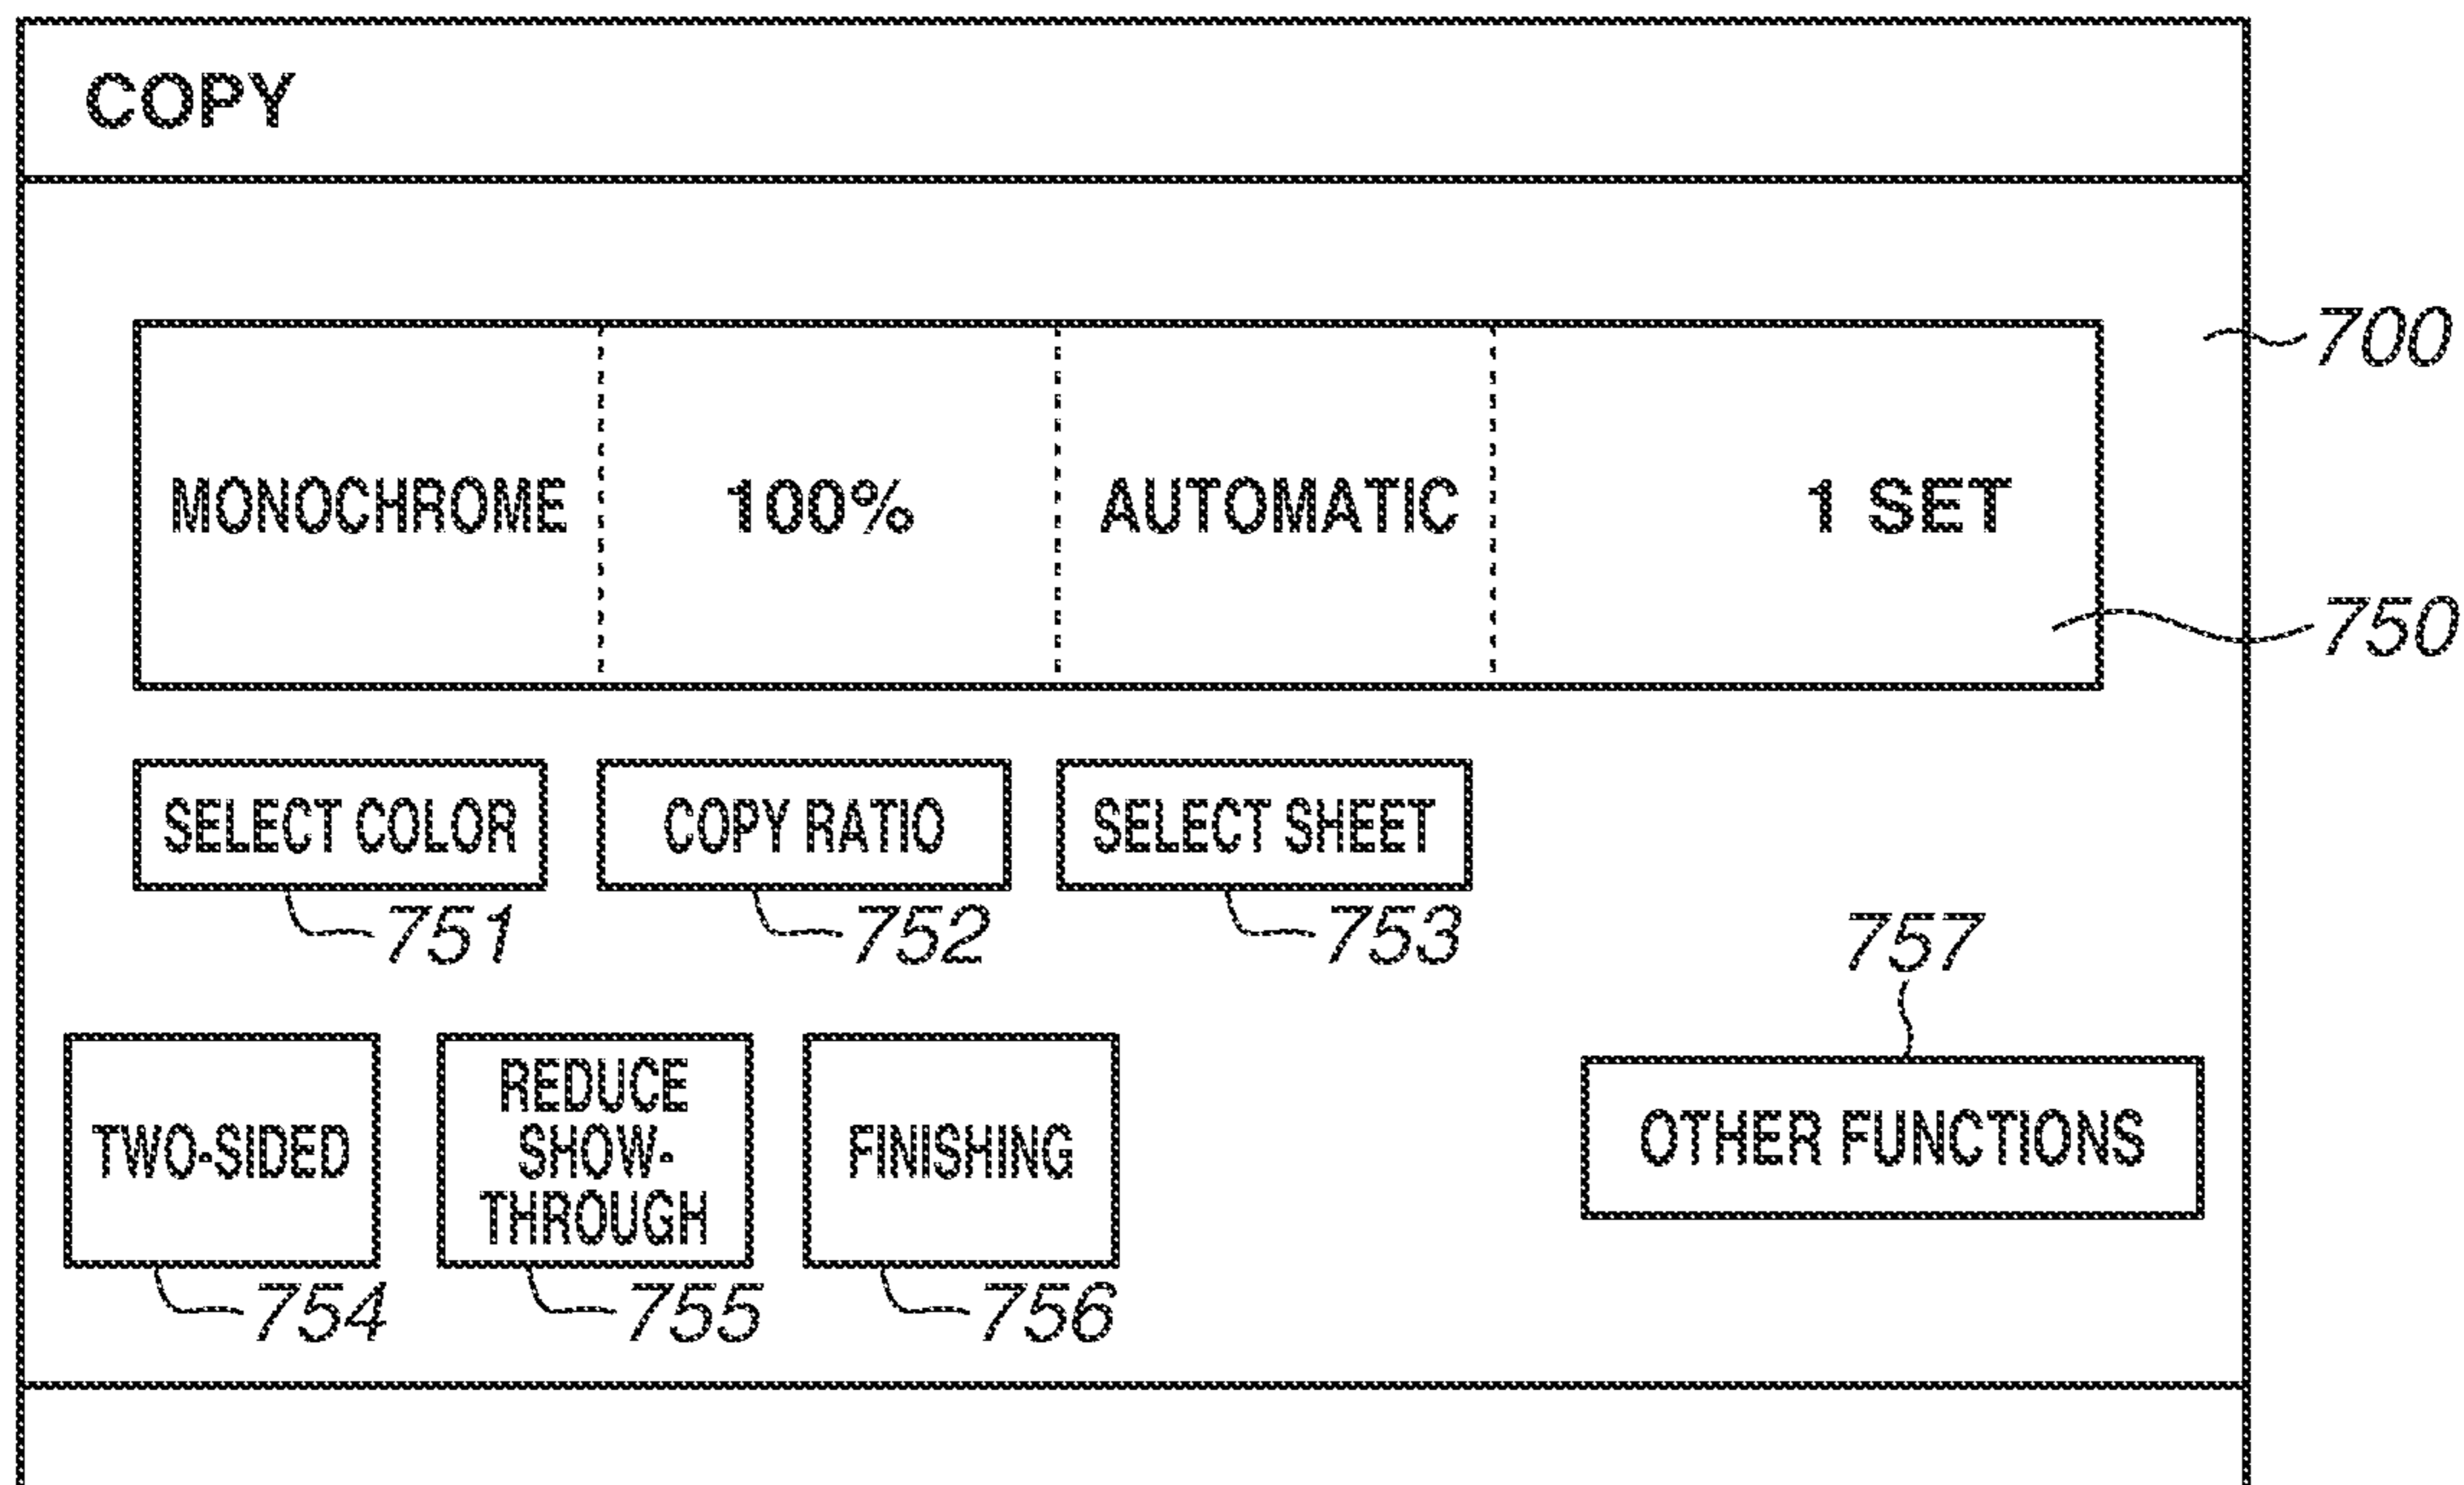 COPY
700
MONOCHROME 100% AUTOMATIC 1 SET
750
SELECT COLOR COPY RATIO SELECT SHEET
751 752 753
757
TWO-SIDED
REDUCE
SHOW-
THROUGH
FINISHING
OTHER FUNCTIONS
754 755 756